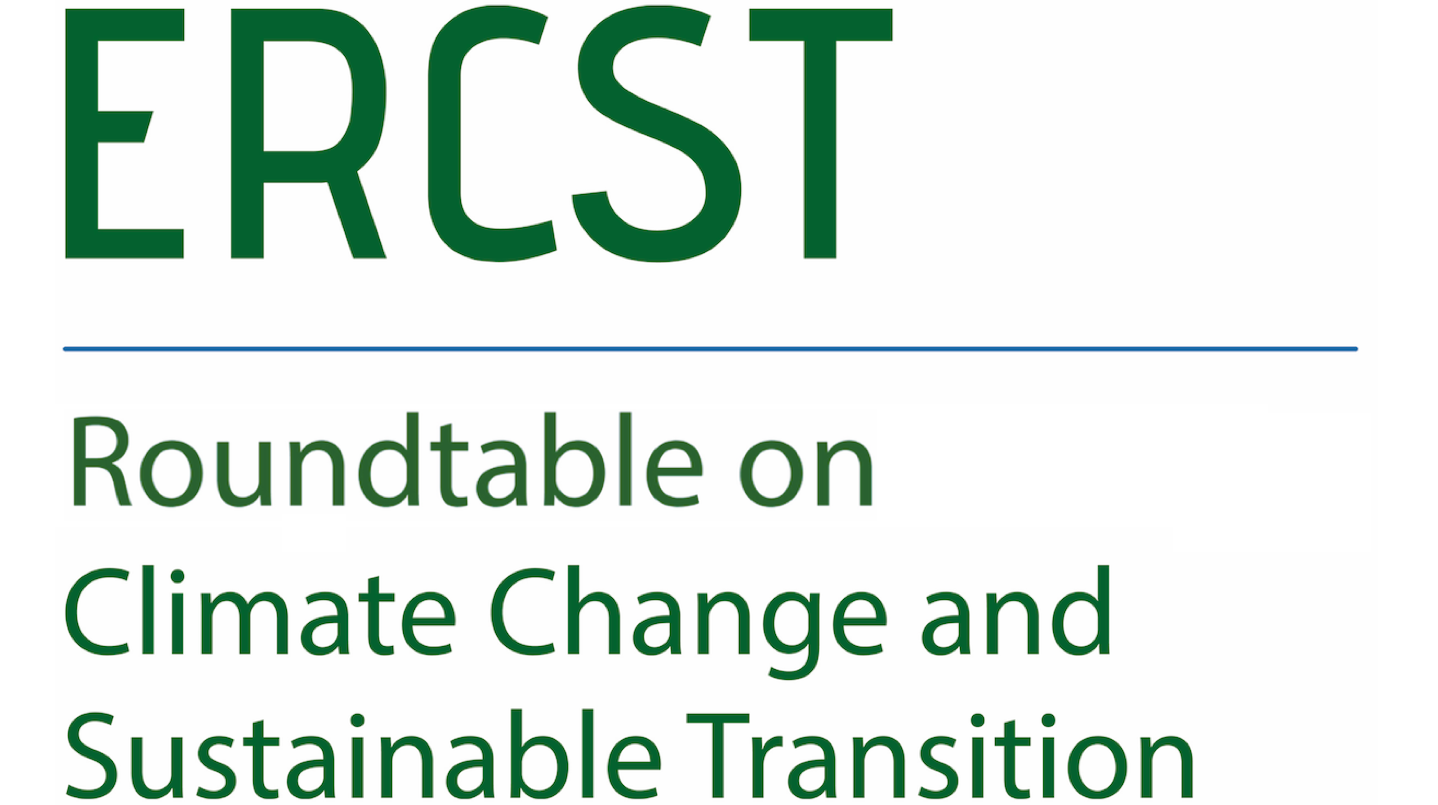 ERCST
Roundtable on
Climate Change and
Sustainable Transition